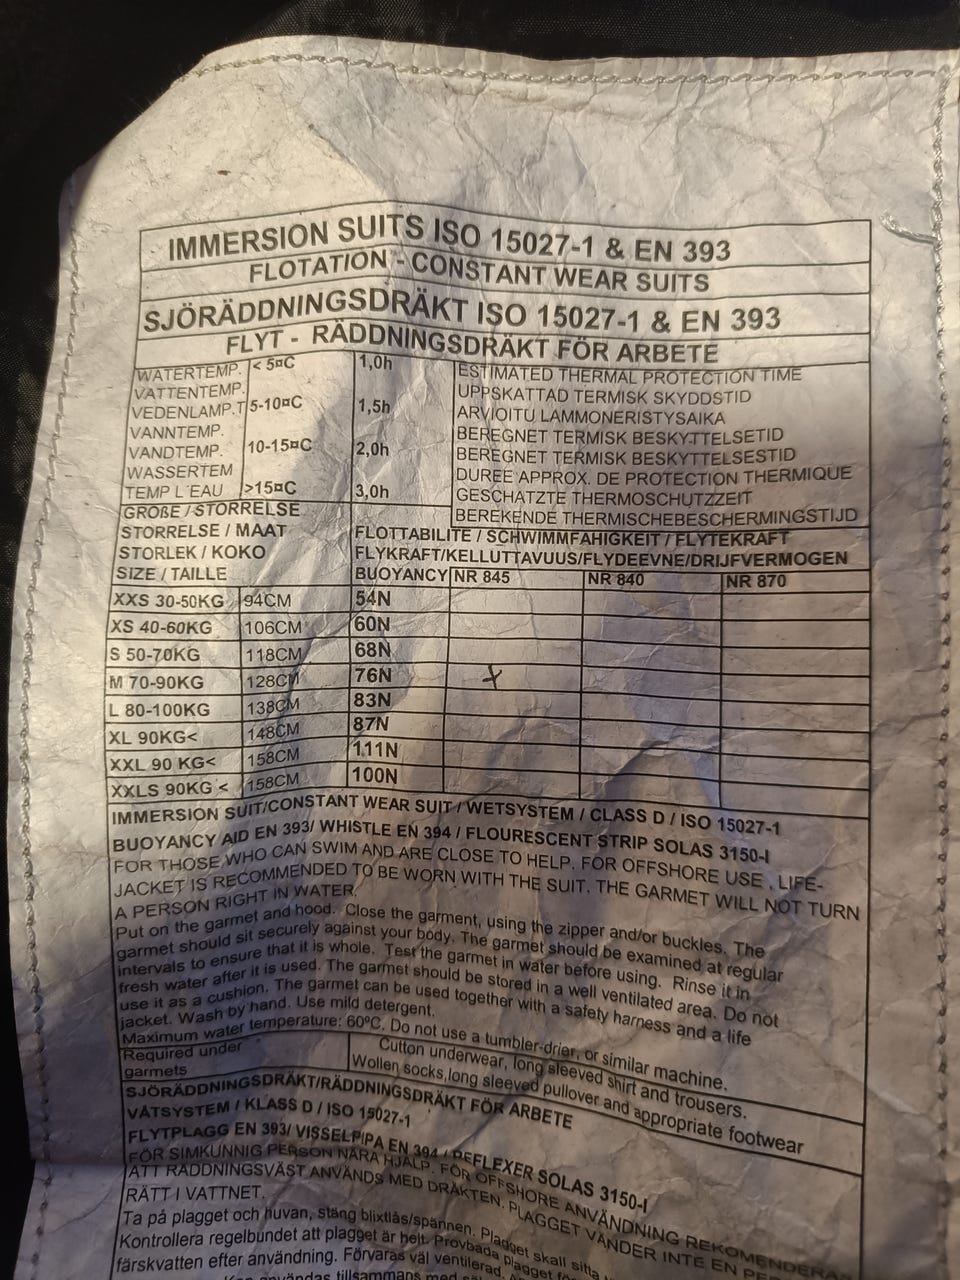 IMMERSION SUITS ISO 15027-1 & EN 393
FLOTATION - CONSTANT WEAR SUITS
SJÖRÄDDNINGSDRÄKT ISO 15027-1 & EN 393
FLYT - RÄDDNINGSDRÄKT FÖR ARBETE
WATERTEMP. < 5¤C 1,0h ESTIMATED THERMAL PROTECTION TIME
VATTENTEMP. UPPSKATTAD TERMISK SKYDDSTID
VEDENLAMP.T 5-10¤C 1,5h ARVIOITU LAMMONERISTYSAIKA
VANNTEMP. BEREGNET TERMISK BESKYTTELSETID
VANDTEMP. 10-15¤C 2,0h BEREGNET TERMISK BESKYTTELSESTID
WASSERTEM DUREE APPROX. DE PROTECTION THERMIQUE
TEMP L´EAU >15¤C 3,0h GESCHATZTE THERMOSCHUTZZEIT
GROßE / STORRELSE BEREKENDE THERMISCHEBESCHERMINGSTIJD
STORRELSE / MAAT FLOTTABILITE / SCHWIMMFAHIGKEIT / FLYTEKRAFT
STORLEK / KOKO FLYKRAFT/KELLUTTAVUUS/FLYDEEVNE/DRIJFVERMOGEN
SIZE / TAILLE BUOYANCY NR 845 NR 840 NR 870
XXS 30-50KG 94CM 54N
XS 40-60KG 106CM 60N
S 50-70KG 118CM 68N
M 70-90KG 128CM 76N X
L 80-100KG 138CM 83N
XL 90KG< 148CM 87N
XXL 90 KG< 158CM 111N
XXLS 90KG < 158CM 100N
IMMERSION SUIT/CONSTANT WEAR SUIT / WETSYSTEM / CLASS D / ISO 15027-1
BUOYANCY AID EN 393/ WHISTLE EN 394 / FLOURESCENT STRIP SOLAS 3150-I
FOR THOSE WHO CAN SWIM AND ARE CLOSE TO HELP. FOR OFFSHORE USE , LIFE-
JACKET IS RECOMMENDED TO BE WORN WITH THE SUIT. THE GARMET WILL NOT TURN
A PERSON RIGHT IN WATER.
Put on the garmet and hood. Close the garment, using the zipper and/or buckles. The
garmet should sit securely against your body. The garmet should be examined at regular
intervals to ensure that it is whole. Test the garmet in water before using. Rinse it in
fresh water after it is used. The garmet should be stored in a well ventilated area. Do not
use it as a cushion. The garmet can be used together with a safety harness and a life
jacket. Wash by hand. Use mild detergent.
Maximum water temperature: 60ºC. Do not use a tumbler-drier, or similar machine.
Required under Cutton underwear, long sleeved shirt and trousers.
garmets Wollen socks,long sleeved pullover and appropriate footwear
SJÖRÄDDNINGSDRÄKT/RÄDDNINGSDRÄKT FÖR ARBETE
VÅTSYSTEM / KLASS D / ISO 15027-1
FLYTPLAGG EN 393/ VISSELPIPA EN 394 / REFLEXER SOLAS 3150-I
FÖR SIMKUNNIG PERSON NÄRA HJÄLP. FÖR OFFSHORE ANVÄNDNING REKOMENDERA
ATT RÄDDNINGSVÄST ANVÄNDS MED DRÄKTEN. PLAGGET VÄNDER INTE EN
RÄTT I VATTNET.
Ta på plagget och huvan, stäng blixtlås/spännen. Plagget skall sitta
Kontrollera regelbundet att plagget är helt. Provbada plagget
färskvatten efter användning. Förvaras väl ventilerad.
Kan användas tillsammans med